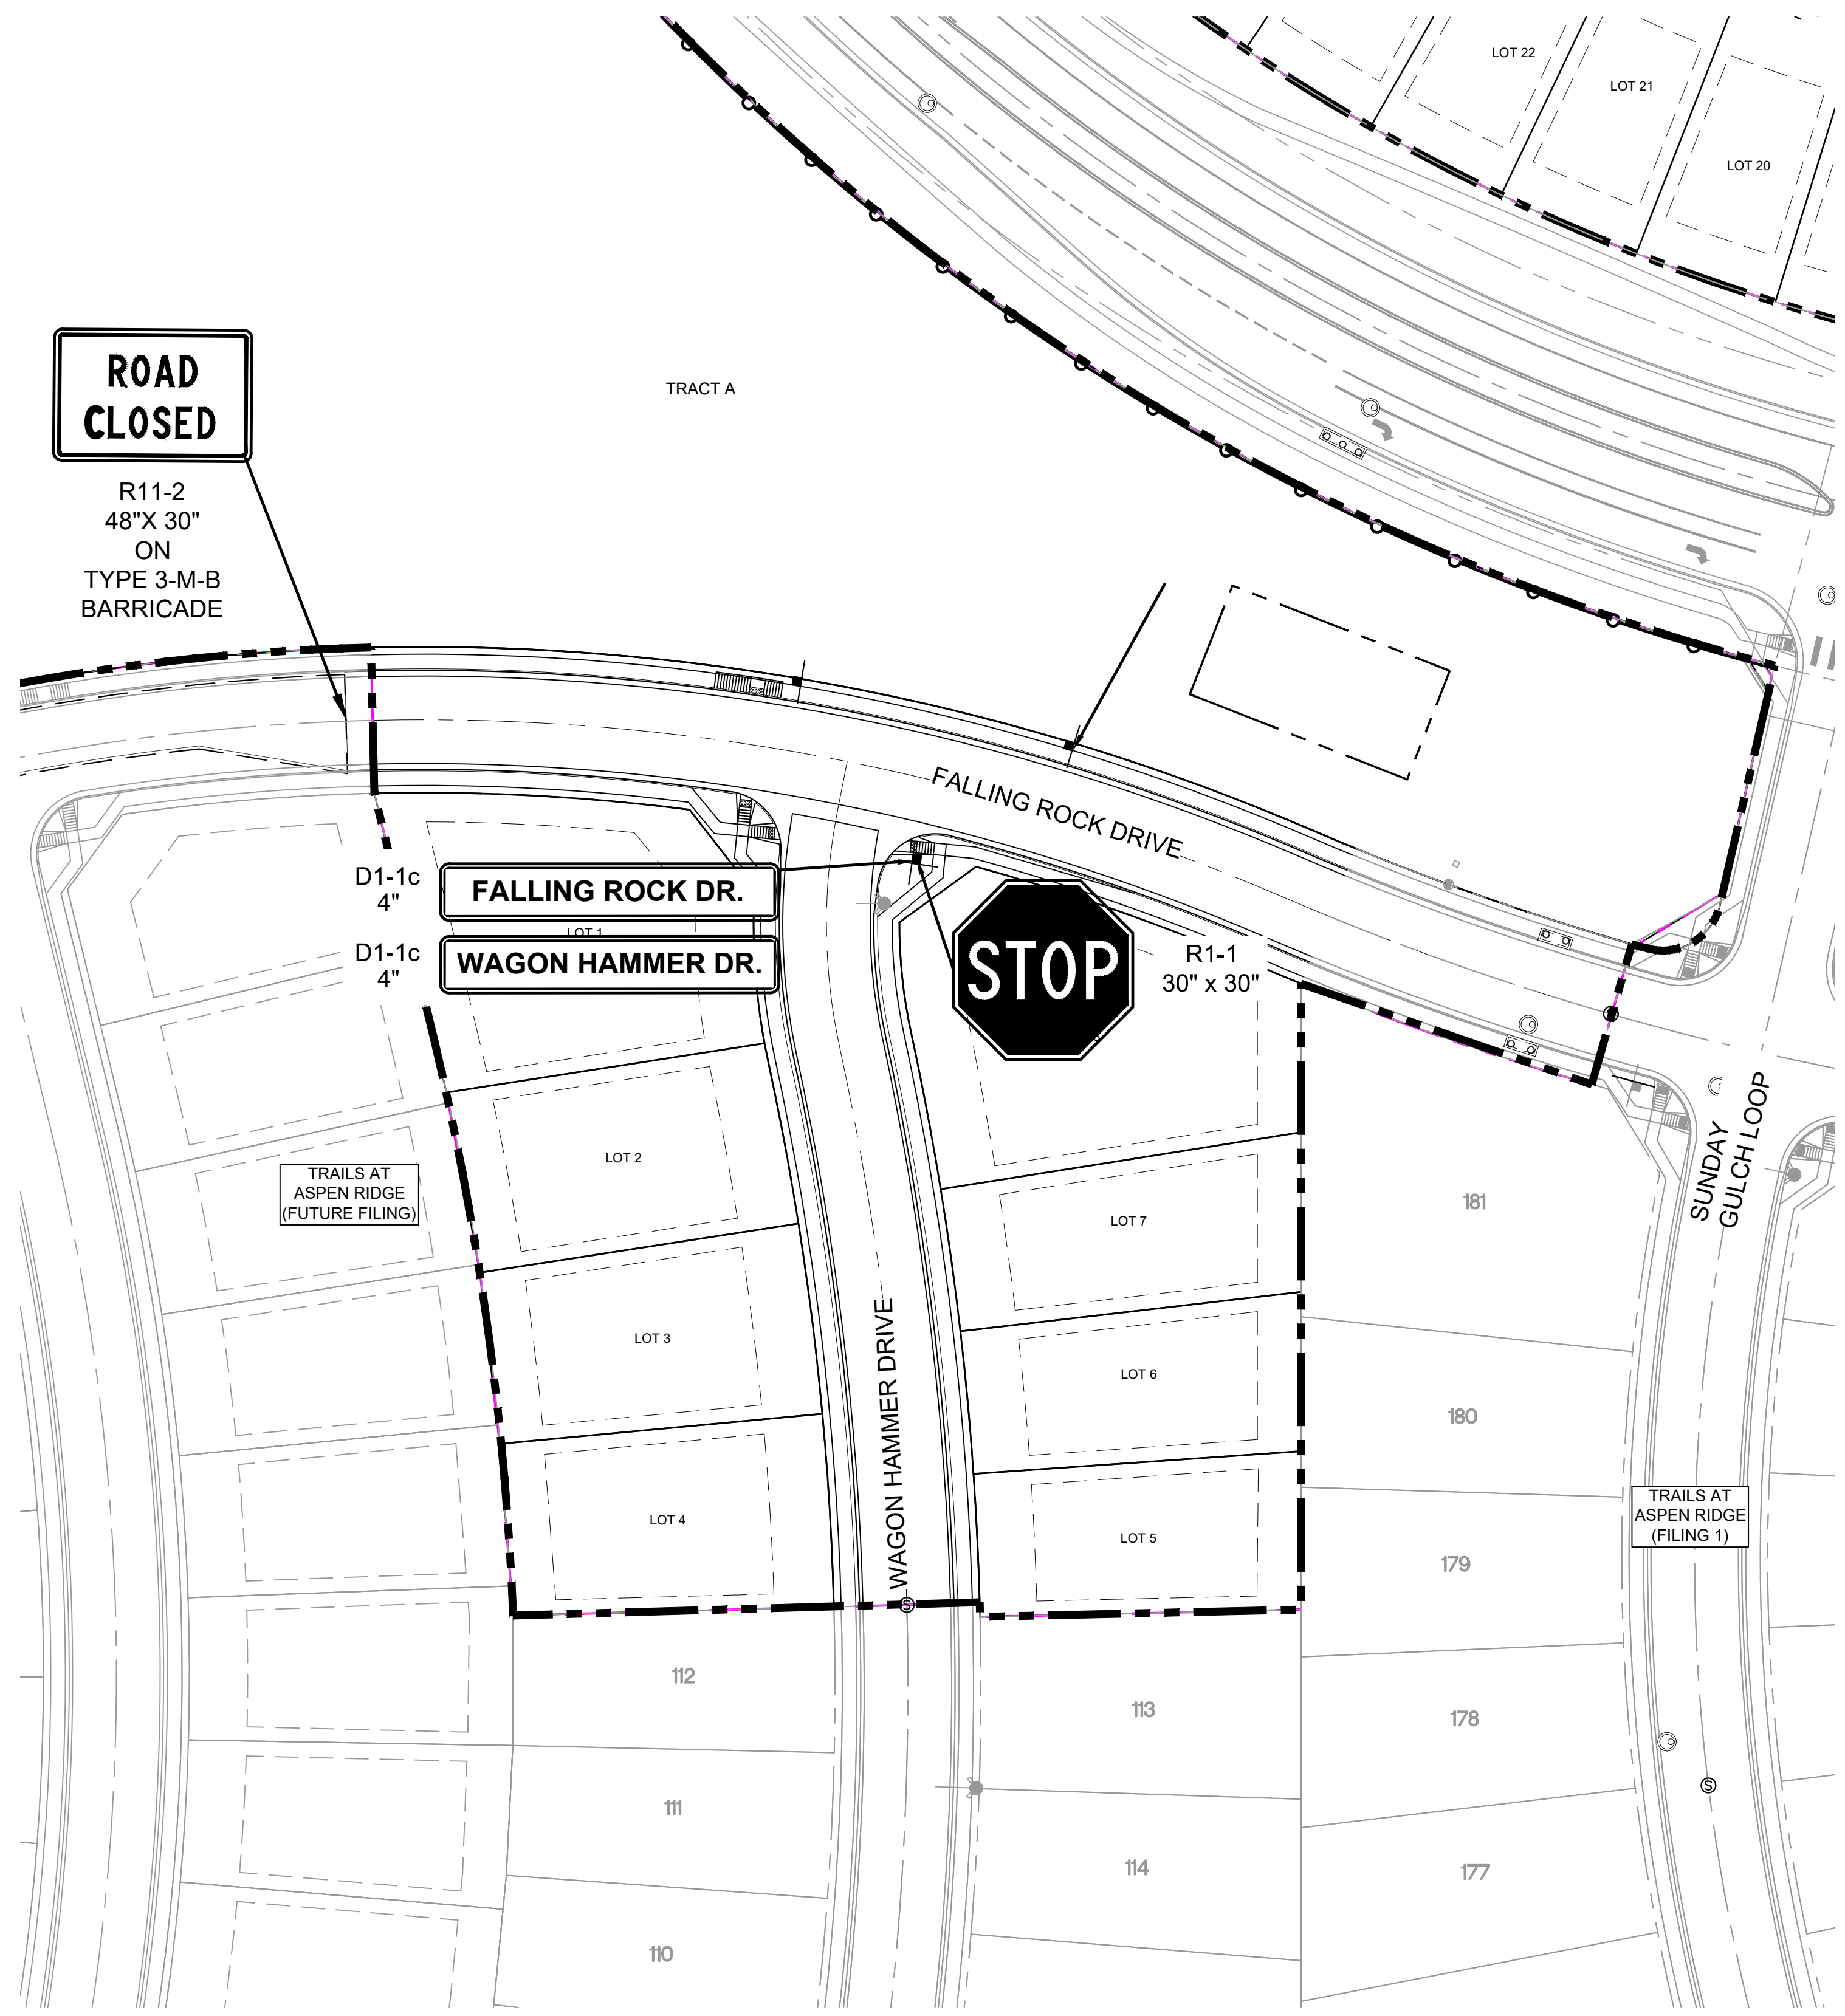 LOT 22
LOT 21
LOT 20
TRACT A
ROAD
CLOSED
R11-2
48"X 30"
ON
TYPE 3-M-B
BARRICADE
FALLING ROCK DRIVE
D1-1c
4"
FALLING ROCK DR.
LOT 1
D1-1c
4"
WAGON HAMMER DR.
STOP
R1-1
30" x 30"
SUNDAY
GULCH LOOP
TRAILS AT
ASPEN RIDGE
(FUTURE FILING)
LOT 2
LOT 7
181
LOT 3
LOT 6
180
WAGON HAMMER DRIVE
LOT 4
LOT 5
179
TRAILS AT
ASPEN RIDGE
(FILING 1)
S
112
113
178
S
111
114
177
110